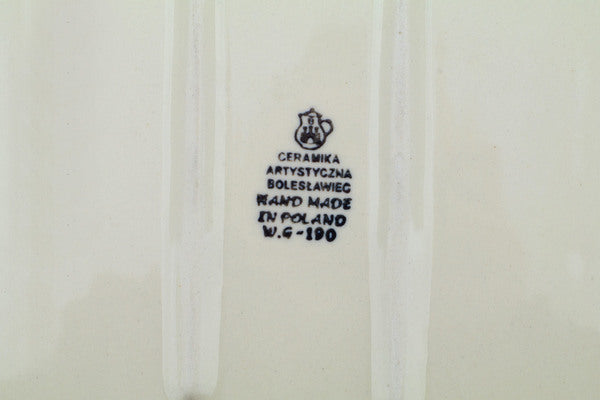 CERAMIKA
ARTYSTYCZNA
BOLESŁAWIEC
HAND MADE
IN POLAND
W.G-190